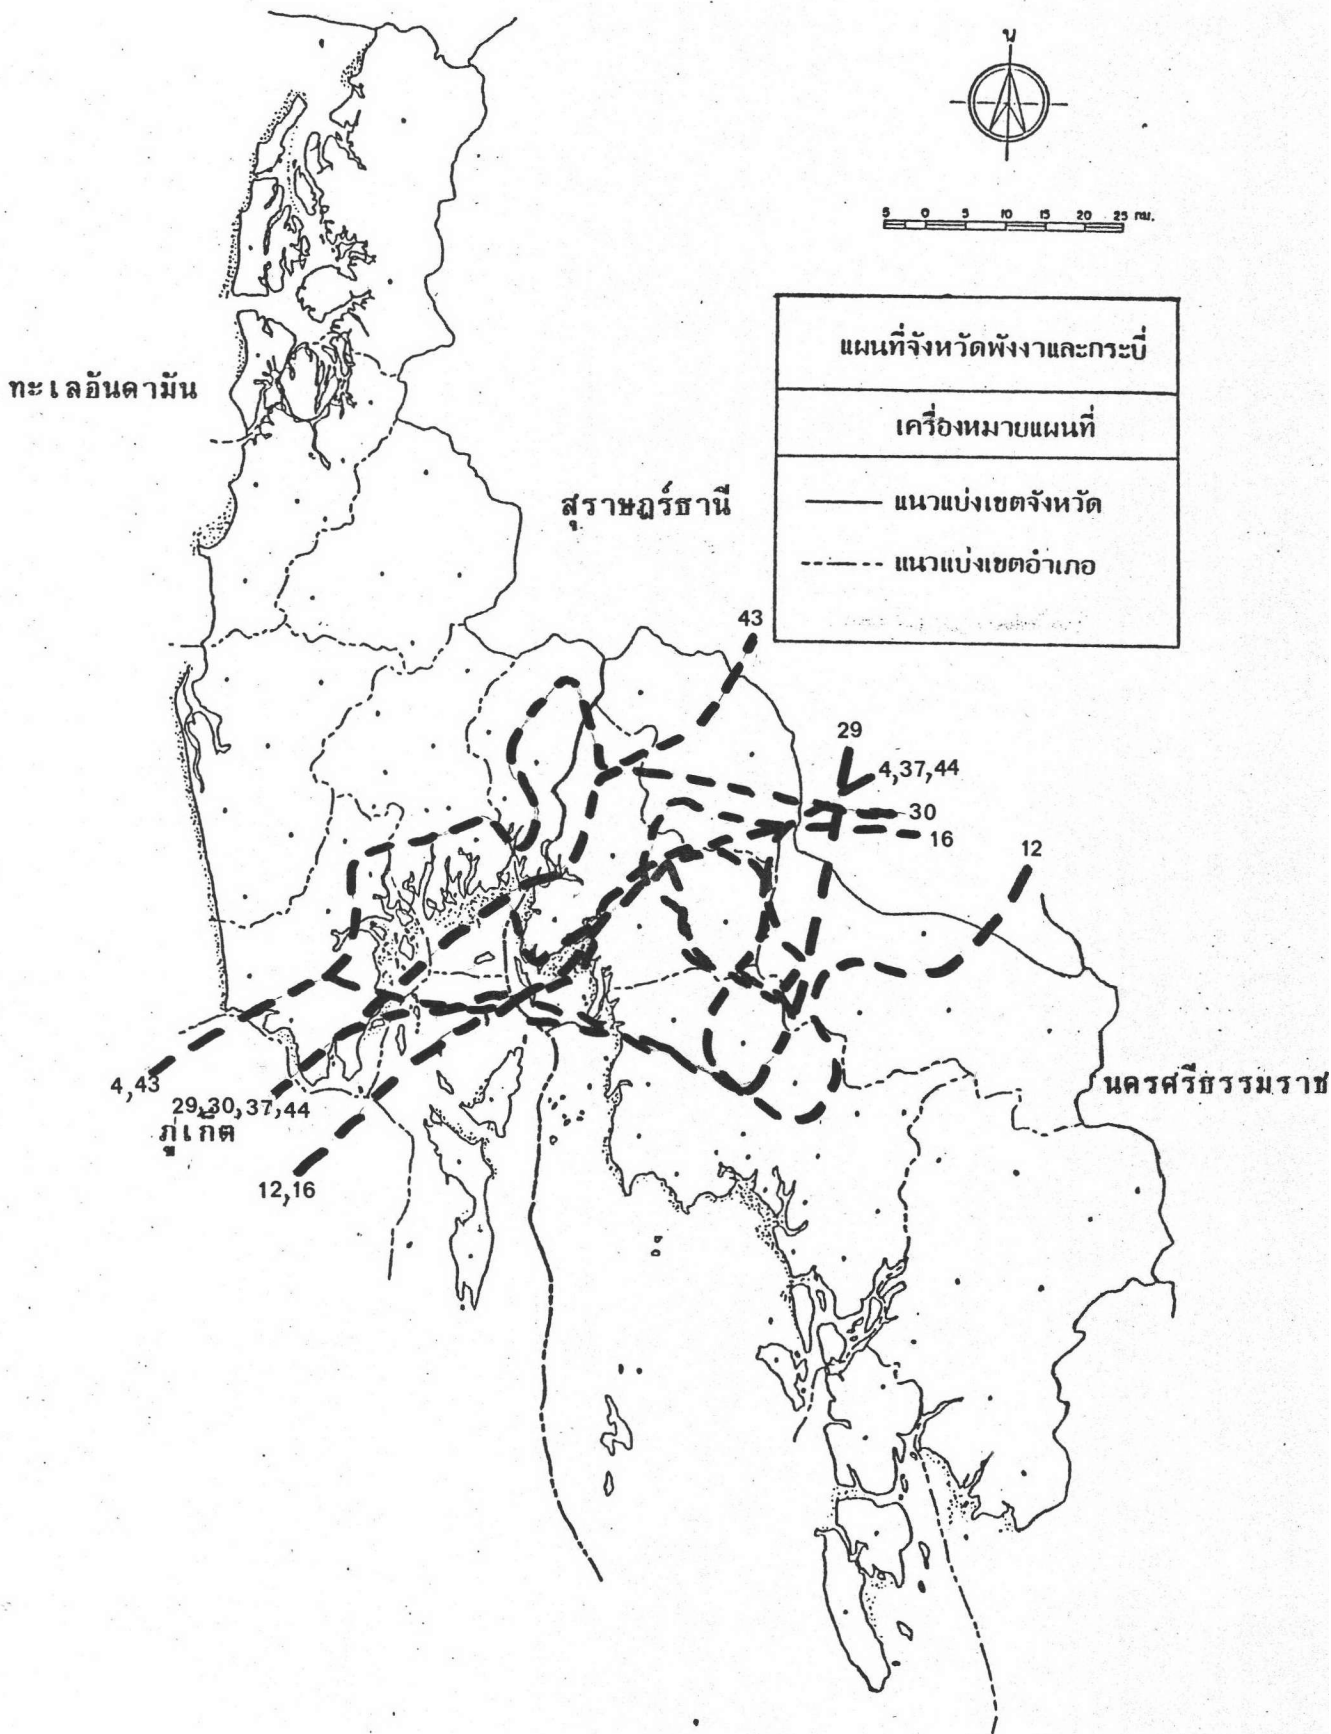 น
5 0 5 10 15 20 25 กม.
แผนที่จังหวัดพังงาและกระบี่
เครื่องหมายแผนที่
แนวแบ่งเขตจังหวัด
แนวแบ่งเขตอำเภอ
ทะเลอันดามัน
สุราษฎร์ธานี
43
29
4,37,44
30
16
12
4,43
29,30,37,44
ภูเก็ต
12,16
นครศรีธรรมราช